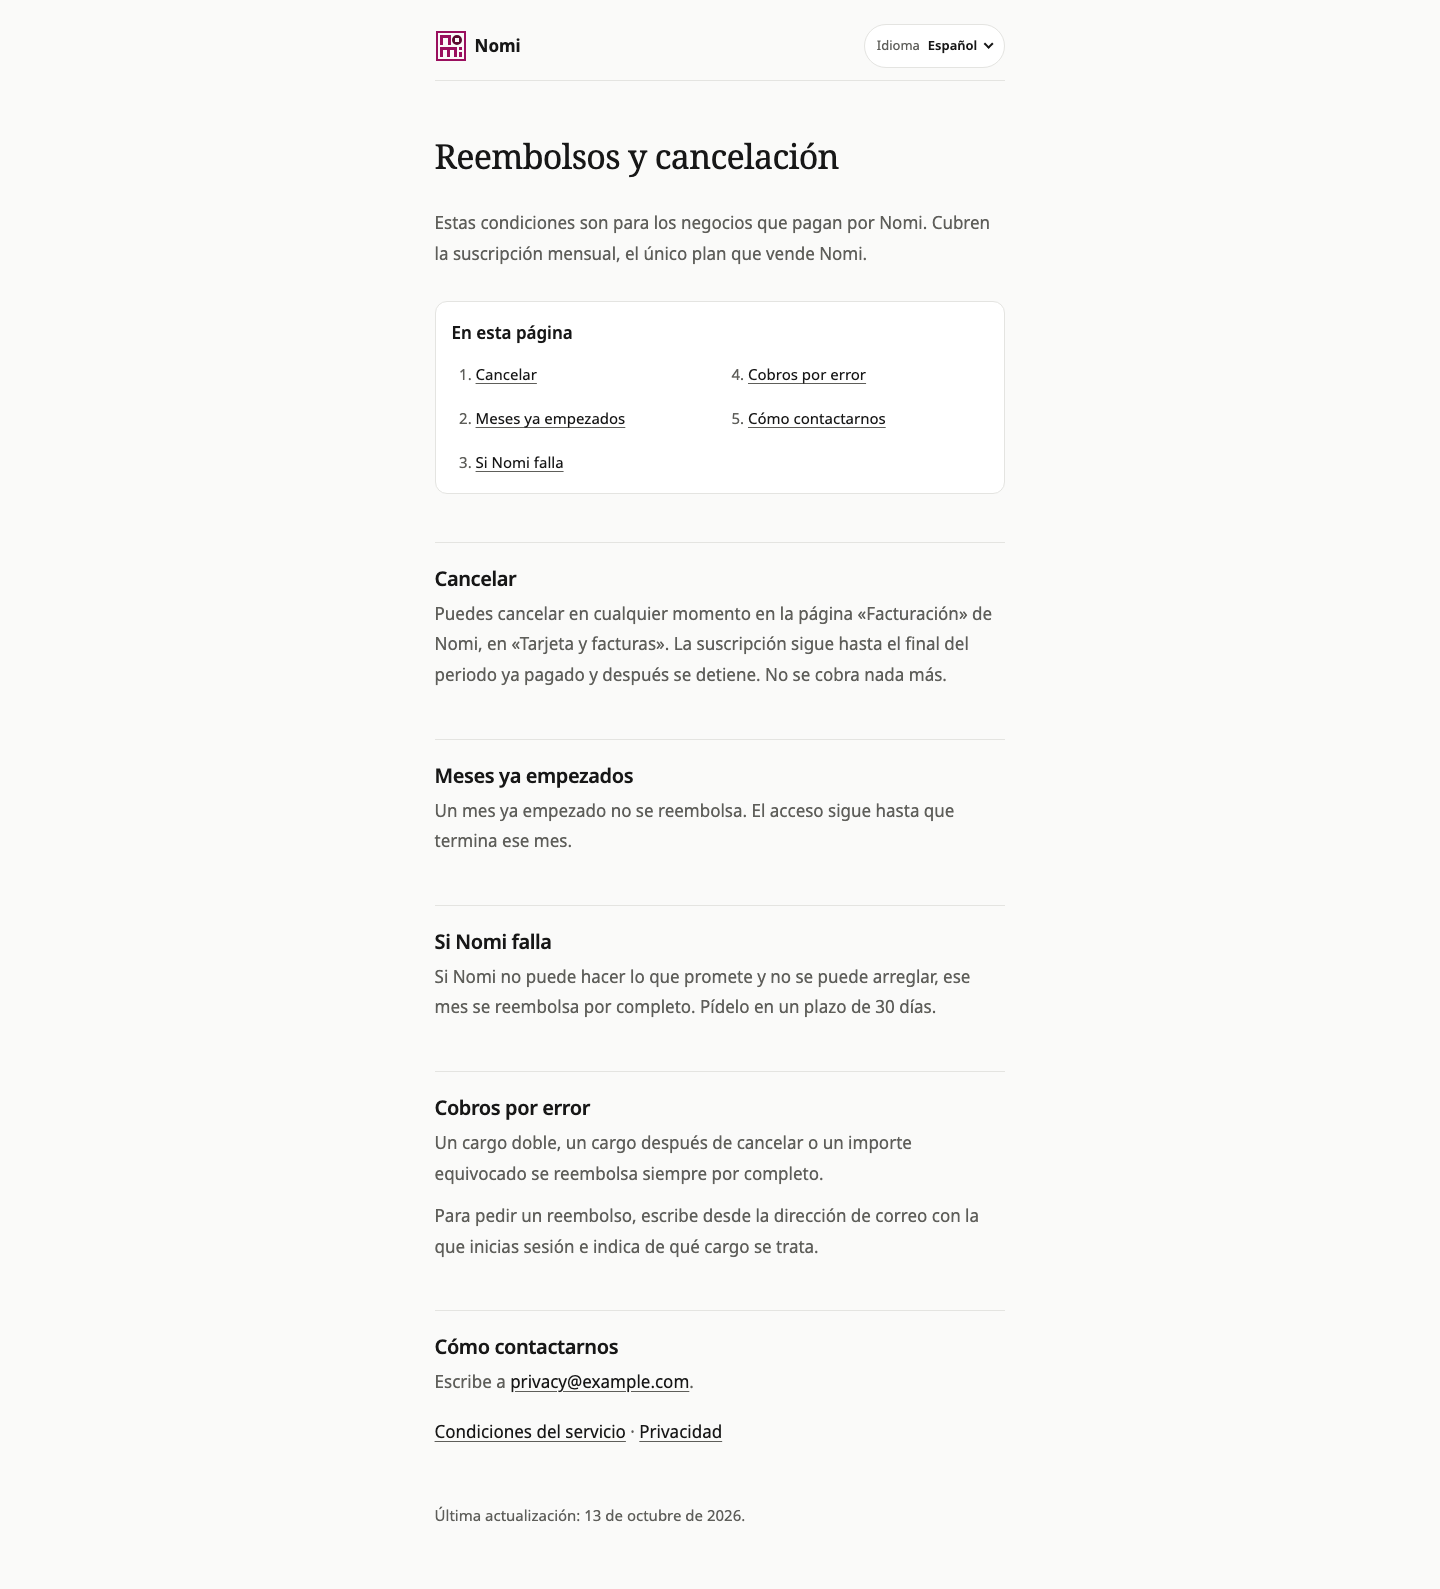 nomi
Nomi
Idioma Español
Reembolsos y cancelación
Estas condiciones son para los negocios que pagan por Nomi. Cubren
la suscripción mensual, el único plan que vende Nomi.
En esta página
1. Cancelar
2. Meses ya empezados
3. Si Nomi falla
4. Cobros por error
5. Cómo contactarnos
Cancelar
Puedes cancelar en cualquier momento en la página «Facturación» de
Nomi, en «Tarjeta y facturas». La suscripción sigue hasta el final del
periodo ya pagado y después se detiene. No se cobra nada más.
Meses ya empezados
Un mes ya empezado no se reembolsa. El acceso sigue hasta que
termina ese mes.
Si Nomi falla
Si Nomi no puede hacer lo que promete y no se puede arreglar, ese
mes se reembolsa por completo. Pídelo en un plazo de 30 días.
Cobros por error
Un cargo doble, un cargo después de cancelar o un importe
equivocado se reembolsa siempre por completo.
Para pedir un reembolso, escribe desde la dirección de correo con la
que inicias sesión e indica de qué cargo se trata.
Cómo contactarnos
Escribe a privacy@example.com.
Condiciones del servicio · Privacidad
Última actualización: 13 de octubre de 2026.